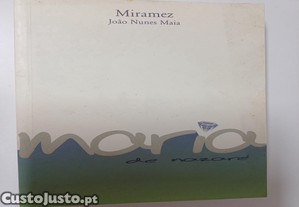 Miramez
João Nunes Maia
maria
de nazaré
CustoJusto.pt